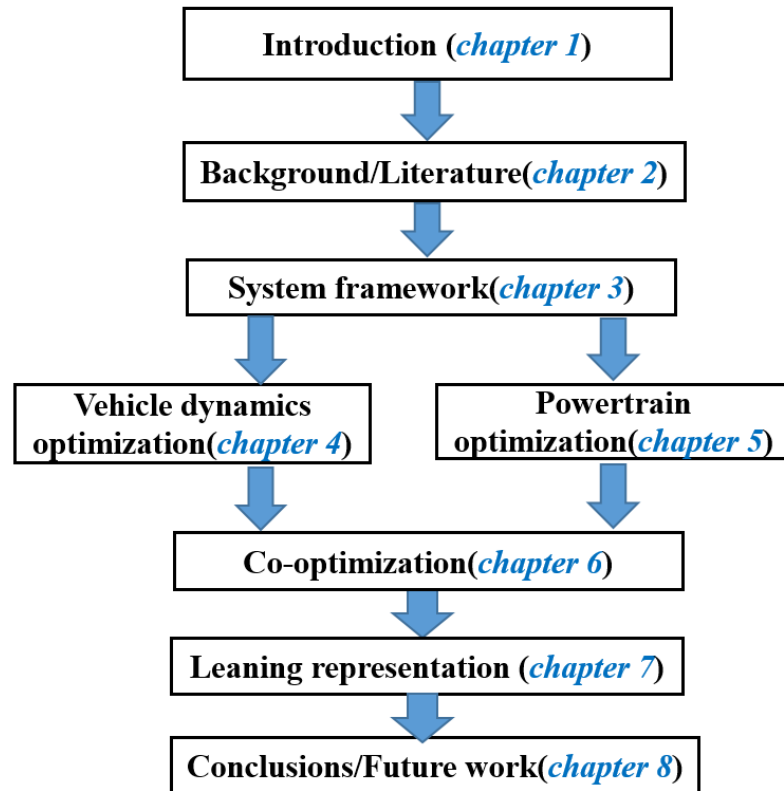 Introduction (chapter 1)
Background/Literature(chapter 2)
System framework(chapter 3)
Vehicle dynamics
optimization(chapter 4)
Powertrain
optimization(chapter 5)
Co-optimization(chapter 6)
Leaning representation (chapter 7)
Conclusions/Future work(chapter 8)